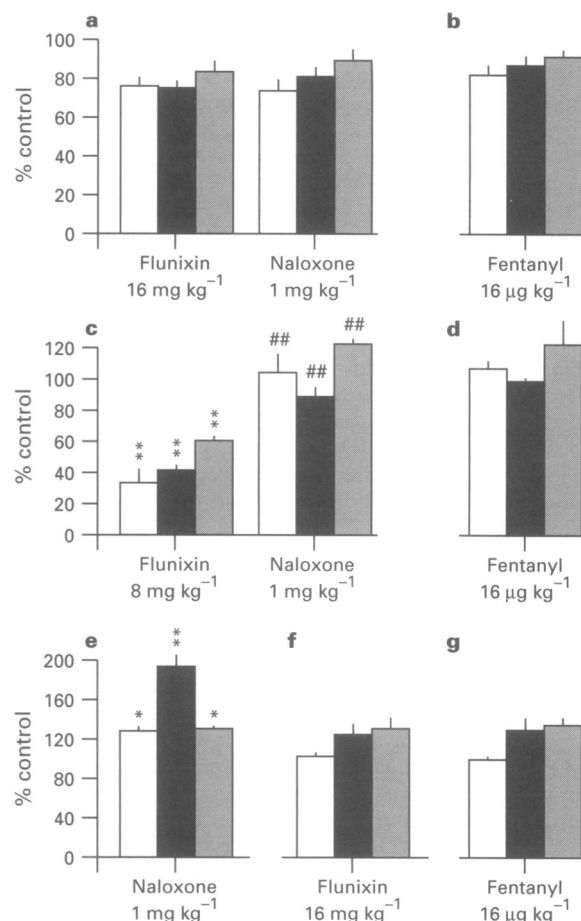 a
b
100
80
60
40
20
0
% control
Flunixin
16 mg kg⁻¹
Naloxone
1 mg kg⁻¹
Fentanyl
16 µg kg⁻¹
c
d
120
100
80
60
40
20
0
% control
**
**
**
##
##
##
Flunixin
8 mg kg⁻¹
Naloxone
1 mg kg⁻¹
Fentanyl
16 µg kg⁻¹
e
f
g
200
160
120
80
40
0
% control
*
**
*
Naloxone
1 mg kg⁻¹
Flunixin
16 mg kg⁻¹
Fentanyl
16 µg kg⁻¹